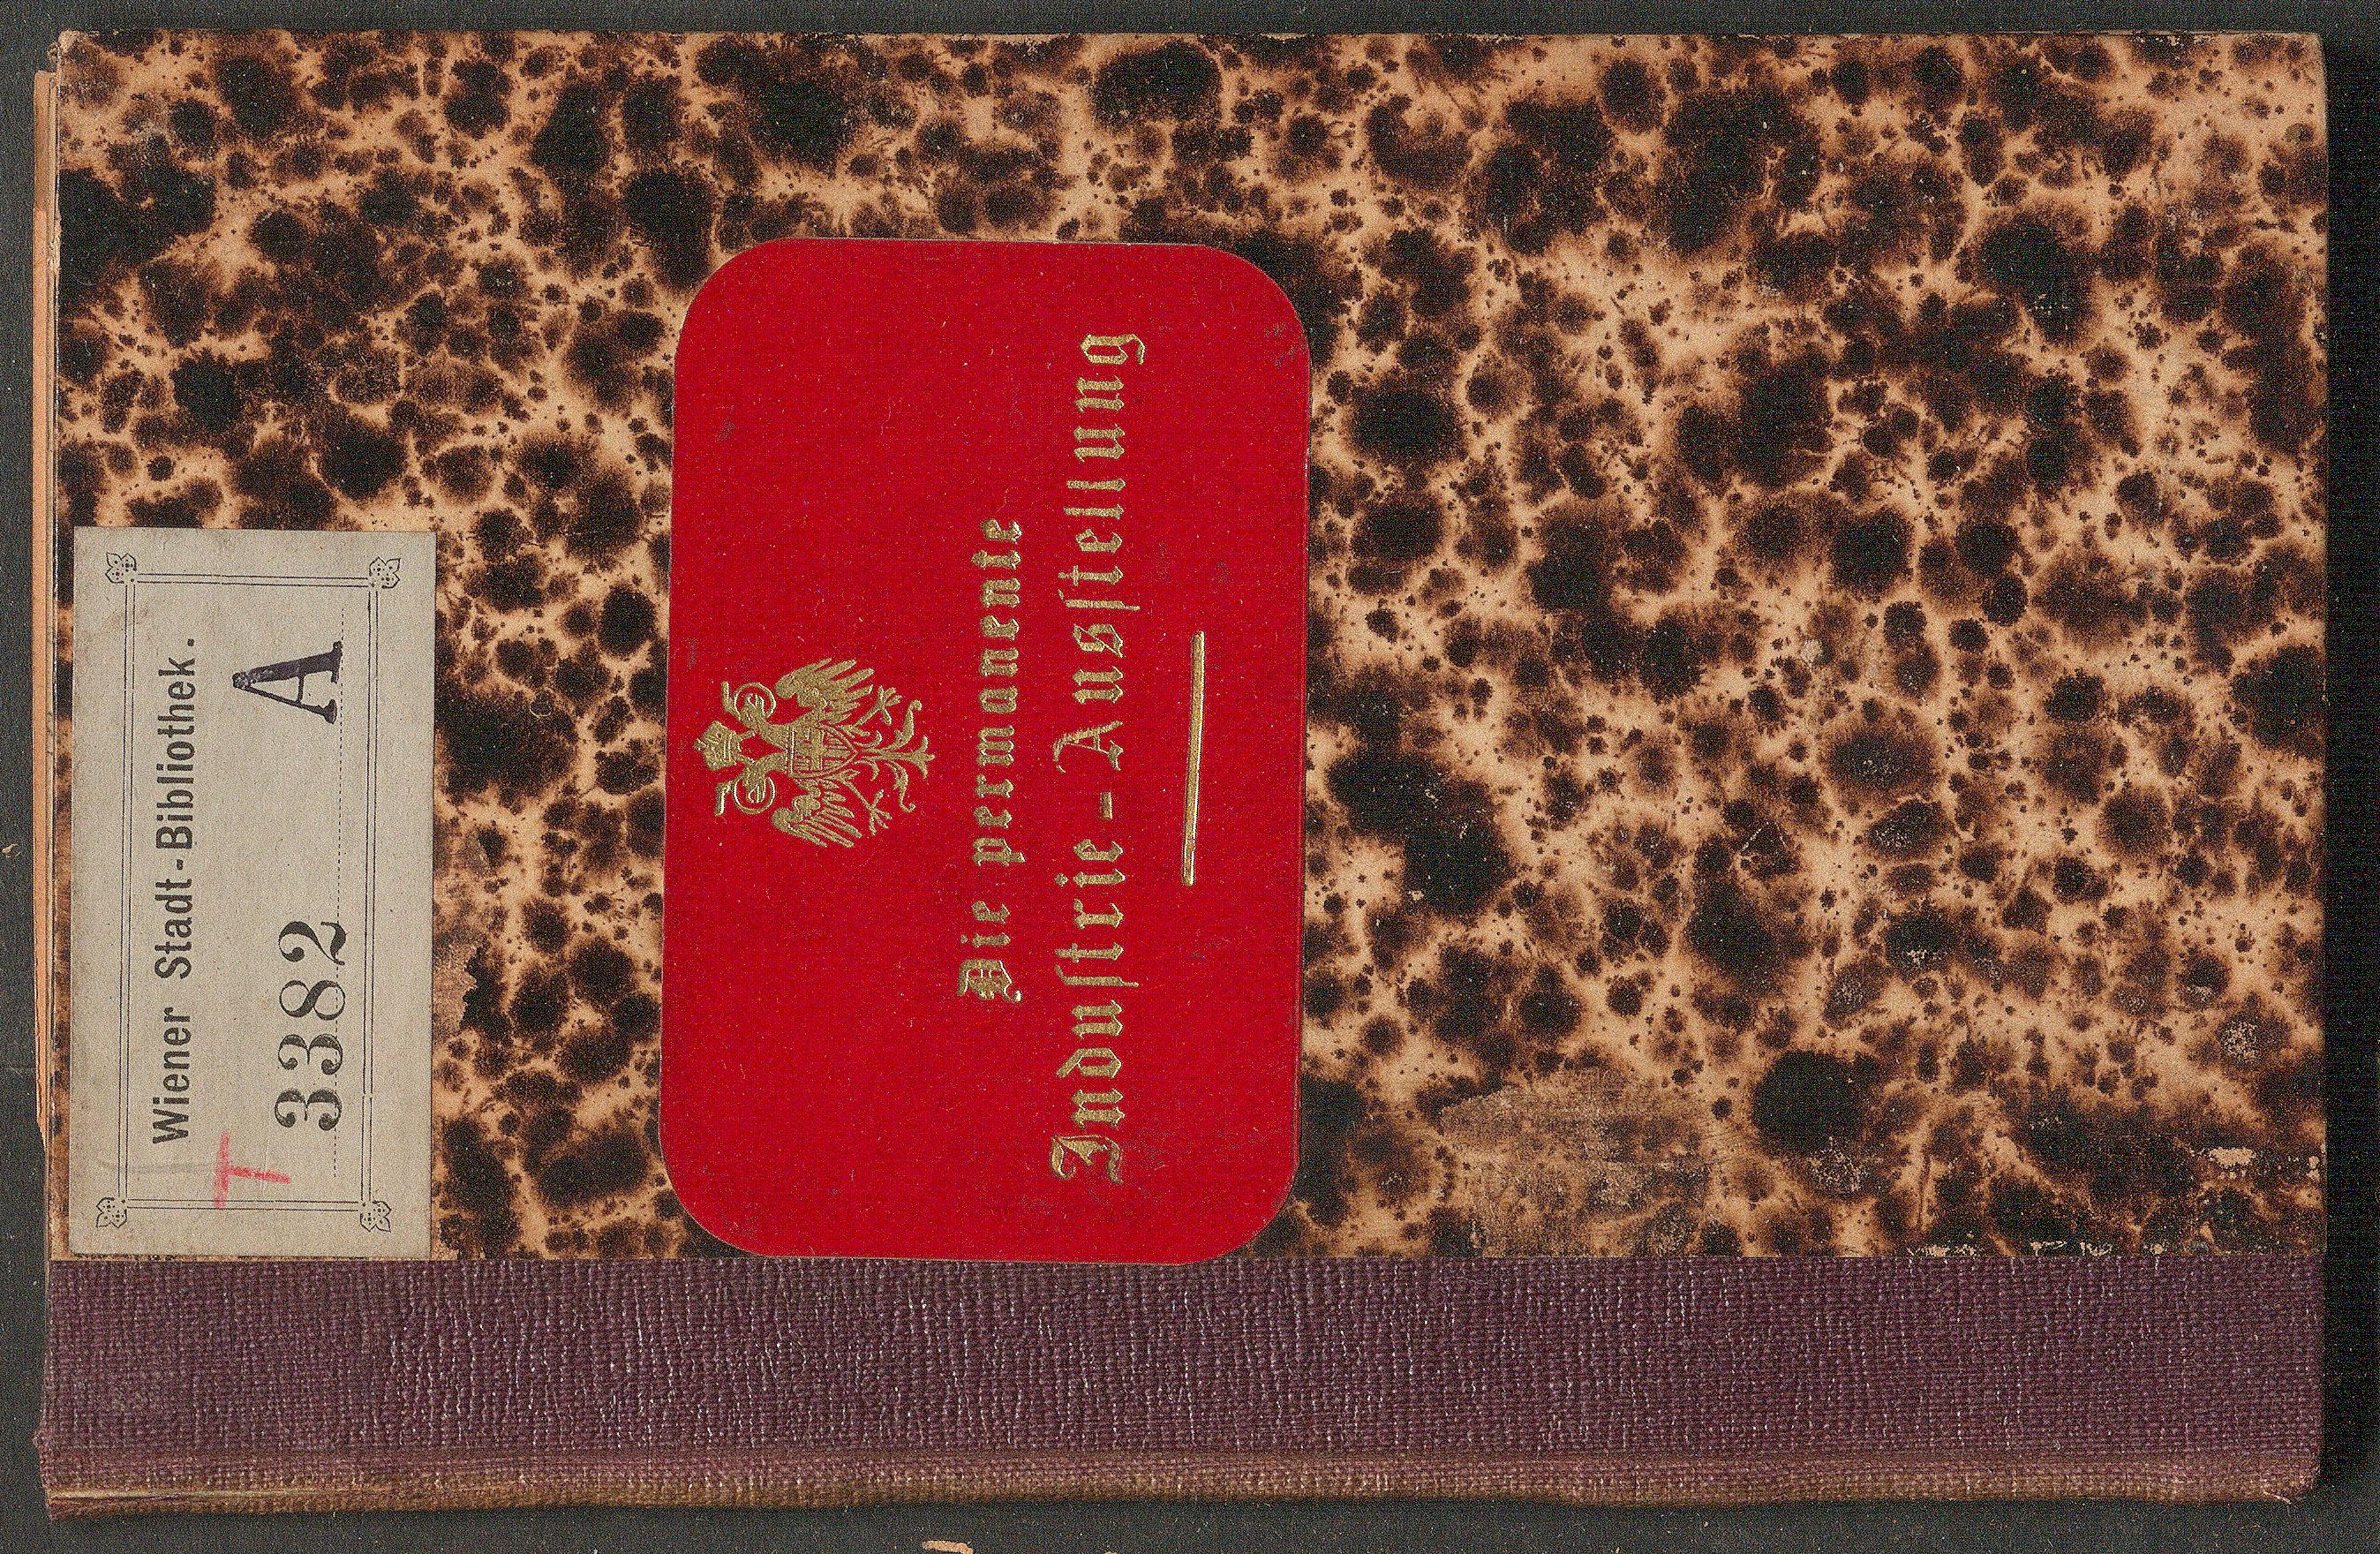 Wiener Stadt-Bibliothek.
3382 A
T
Die permanente
Induſtrie-Ausſtellung